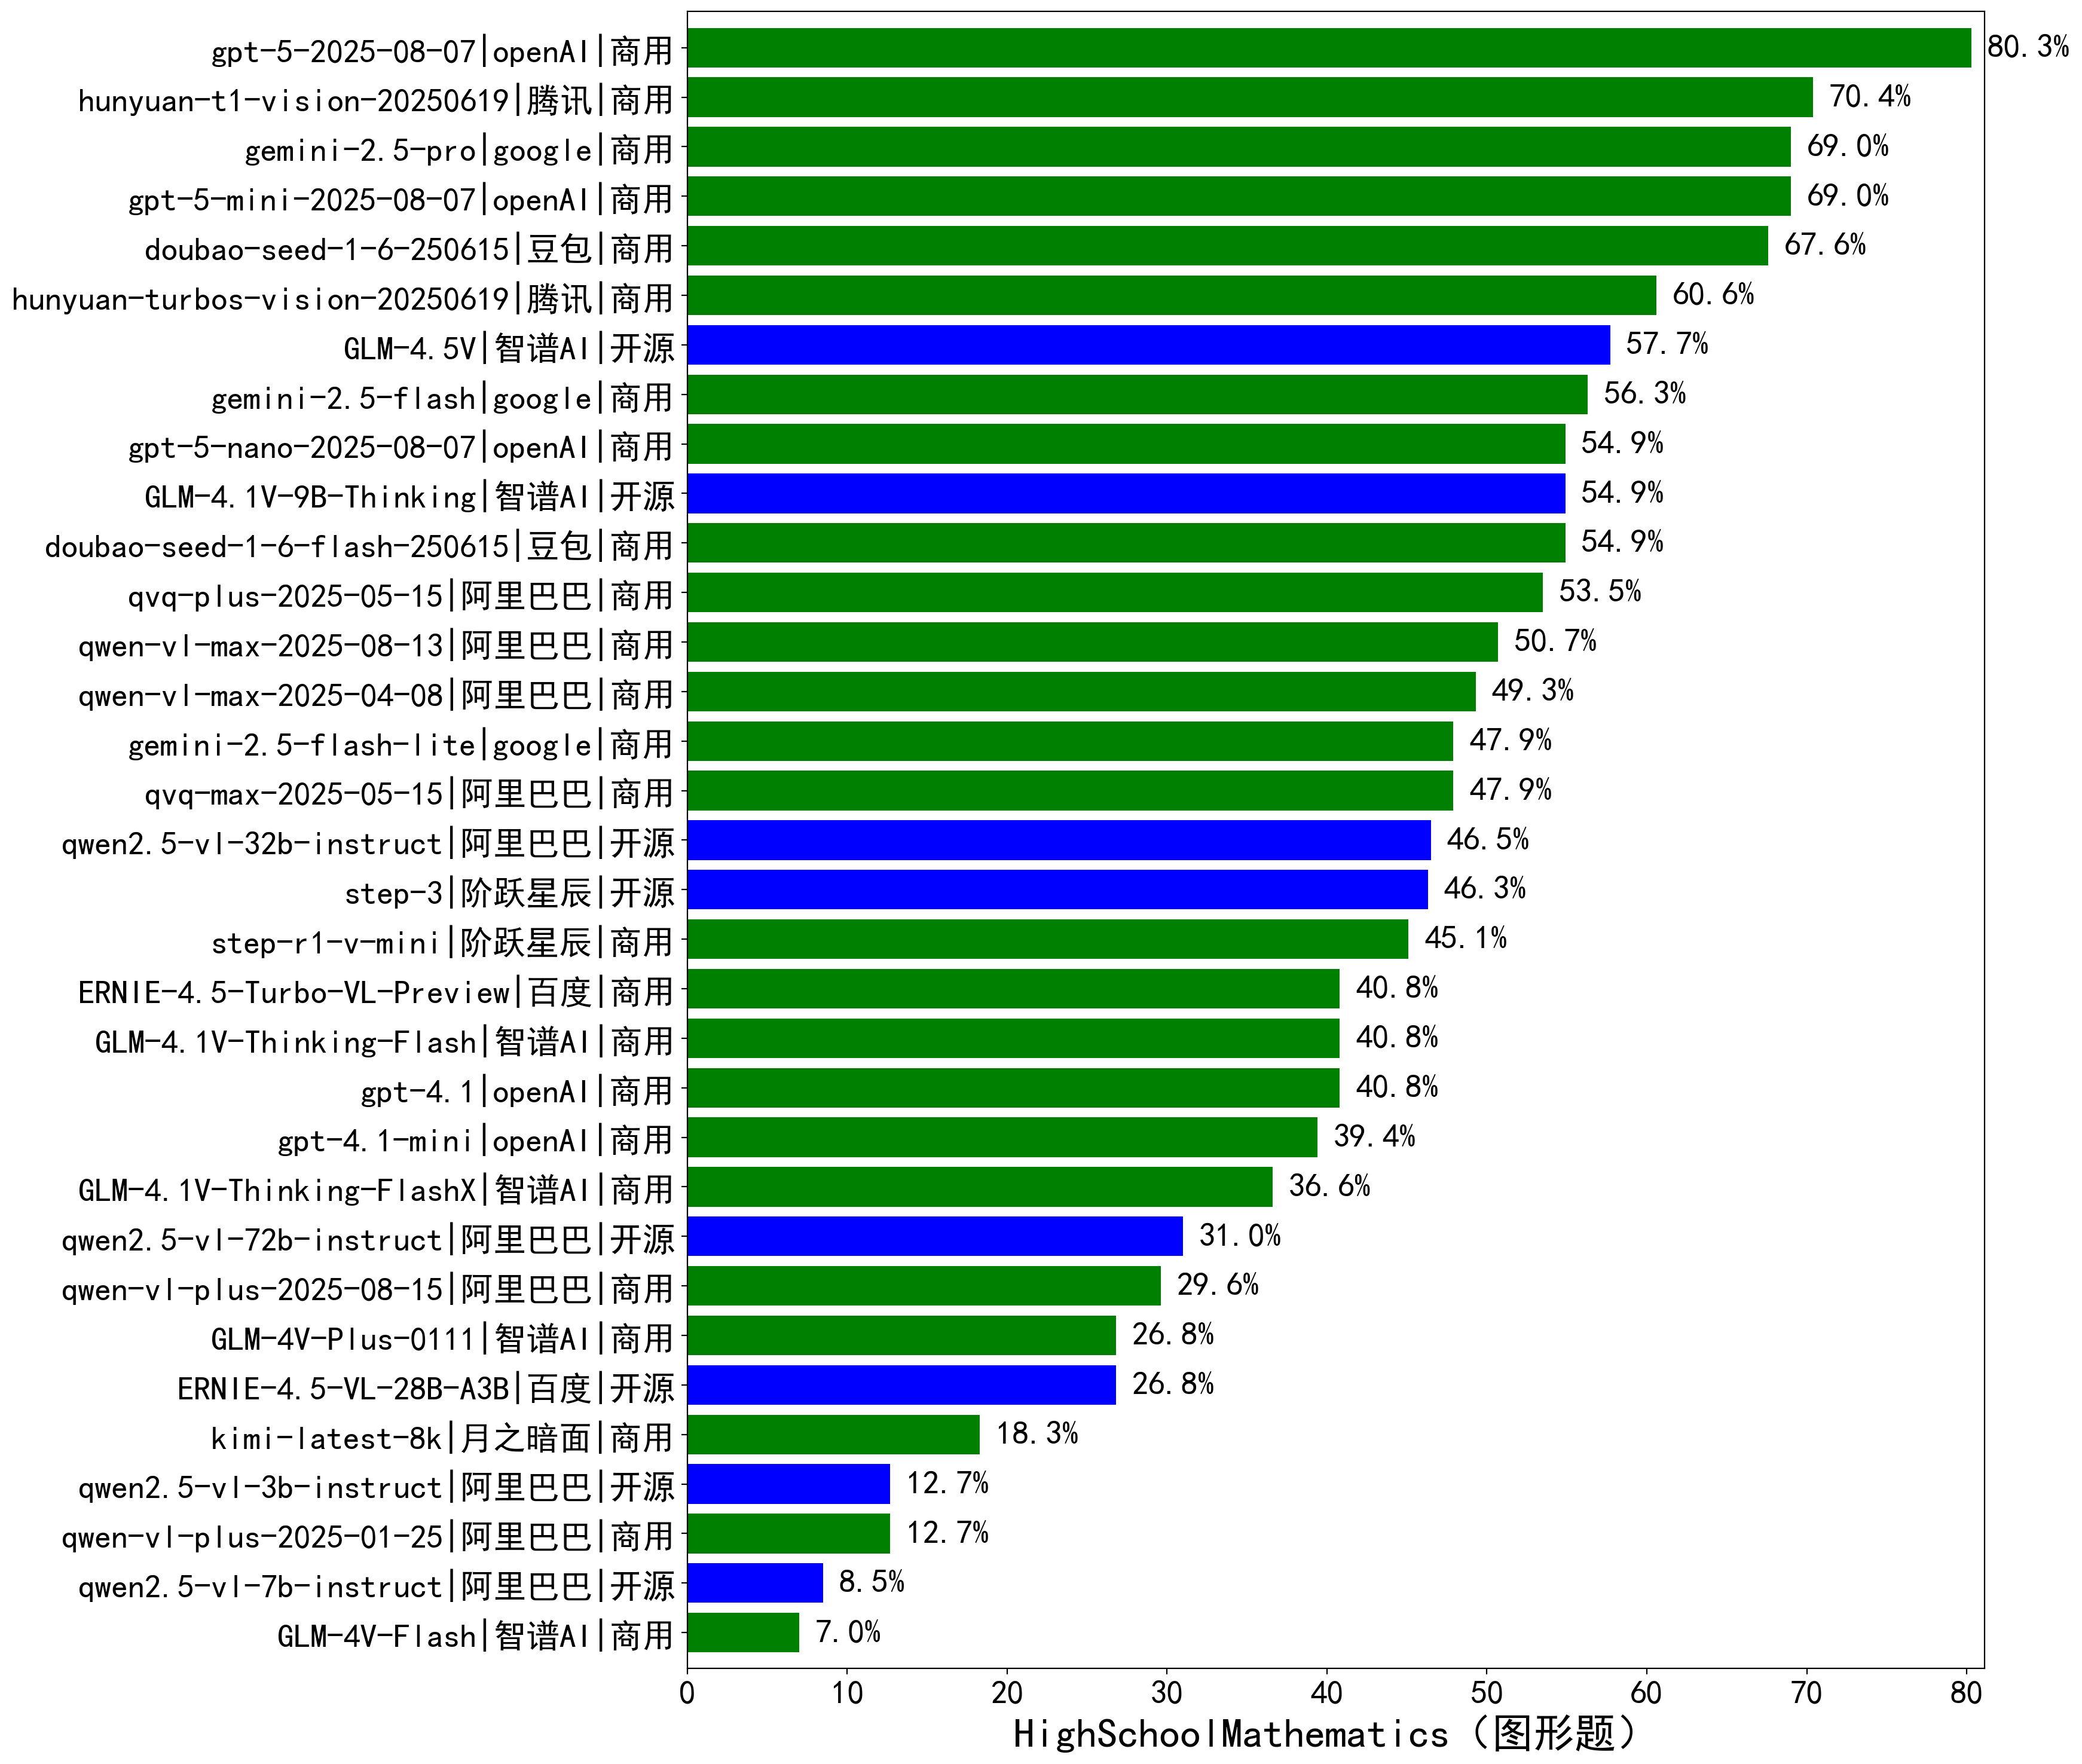 gpt-5-2025-08-07|openAI|商用 80.3%
hunyuan-t1-vision-20250619|腾讯|商用 70.4%
gemini-2.5-pro|google|商用 69.0%
gpt-5-mini-2025-08-07|openAI|商用 69.0%
doubao-seed-1-6-250615|豆包|商用 67.6%
hunyuan-turbos-vision-20250619|腾讯|商用 60.6%
GLM-4.5V|智谱AI|开源 57.7%
gemini-2.5-flash|google|商用 56.3%
gpt-5-nano-2025-08-07|openAI|商用 54.9%
GLM-4.1V-9B-Thinking|智谱AI|开源 54.9%
doubao-seed-1-6-flash-250615|豆包|商用 54.9%
qvq-plus-2025-05-15|阿里巴巴|商用 53.5%
qwen-vl-max-2025-08-13|阿里巴巴|商用 50.7%
qwen-vl-max-2025-04-08|阿里巴巴|商用 49.3%
gemini-2.5-flash-lite|google|商用 47.9%
qvq-max-2025-05-15|阿里巴巴|商用 47.9%
qwen2.5-vl-32b-instruct|阿里巴巴|开源 46.5%
step-3|阶跃星辰|开源 46.3%
step-r1-v-mini|阶跃星辰|商用 45.1%
ERNIE-4.5-Turbo-VL-Preview|百度|商用 40.8%
GLM-4.1V-Thinking-Flash|智谱AI|商用 40.8%
gpt-4.1|openAI|商用 40.8%
gpt-4.1-mini|openAI|商用 39.4%
GLM-4.1V-Thinking-FlashX|智谱AI|商用 36.6%
qwen2.5-vl-72b-instruct|阿里巴巴|开源 31.0%
qwen-vl-plus-2025-08-15|阿里巴巴|商用 29.6%
GLM-4V-Plus-0111|智谱AI|商用 26.8%
ERNIE-4.5-VL-28B-A3B|百度|开源 26.8%
kimi-latest-8k|月之暗面|商用 18.3%
qwen2.5-vl-3b-instruct|阿里巴巴|开源 12.7%
qwen-vl-plus-2025-01-25|阿里巴巴|商用 12.7%
qwen2.5-vl-7b-instruct|阿里巴巴|开源 8.5%
GLM-4V-Flash|智谱AI|商用 7.0%
0 10 20 30 40 50 60 70 80
HighSchoolMathematics（图形题）